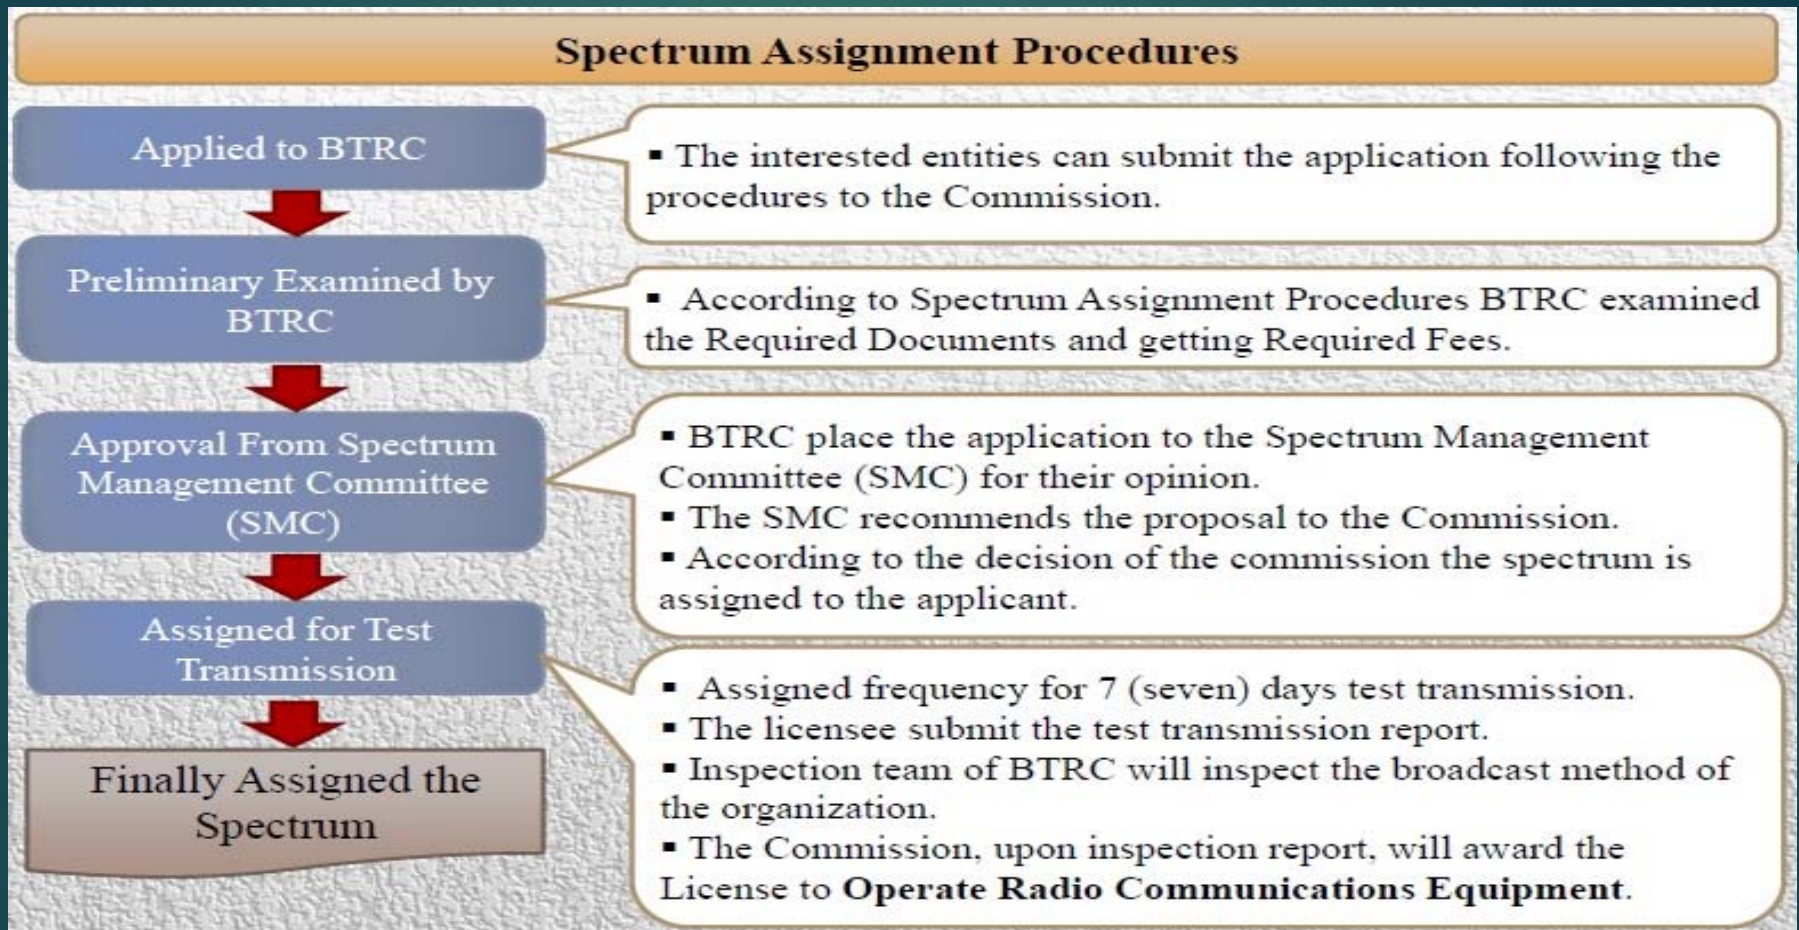 Spectrum Assignment Procedures
Applied to BTRC
▪ The interested entities can submit the application following the
procedures to the Commission.
Preliminary Examined by
BTRC
▪ According to Spectrum Assignment Procedures BTRC examined
the Required Documents and getting Required Fees.
Approval From Spectrum
Management Committee
(SMC)
▪ BTRC place the application to the Spectrum Management
Committee (SMC) for their opinion.
▪ The SMC recommends the proposal to the Commission.
▪ According to the decision of the commission the spectrum is
assigned to the applicant.
Assigned for Test
Transmission
▪ Assigned frequency for 7 (seven) days test transmission.
▪ The licensee submit the test transmission report.
▪ Inspection team of BTRC will inspect the broadcast method of
the organization.
▪ The Commission, upon inspection report, will award the
License to Operate Radio Communications Equipment.
Finally Assigned the
Spectrum